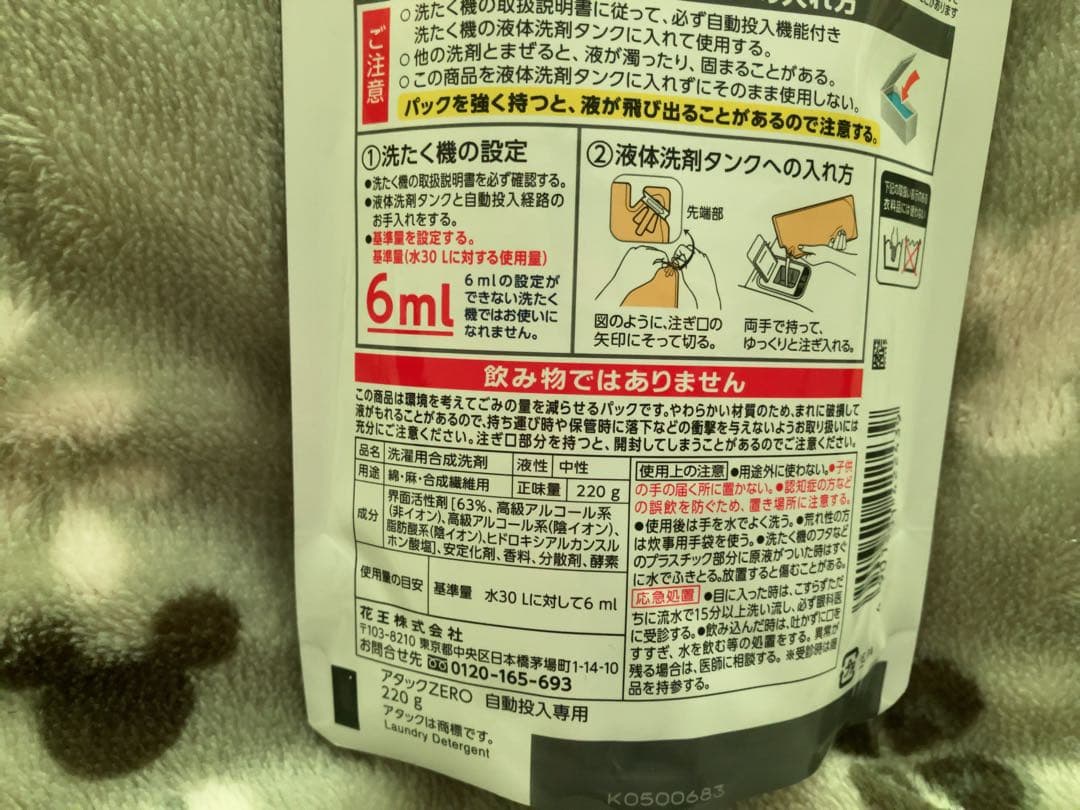 の入れ方
があります
ご注意
○洗たく機の取扱説明書に従って、必ず自動投入機能付き
洗たく機の液体洗剤タンクに入れて使用する。
○他の洗剤とまぜると、液が濁ったり、固まることがある。
○この商品を液体洗剤タンクに入れずにそのまま使用しない。
パックを強く持つと、液が飛び出ることがあるので注意する。
①洗たく機の設定
●洗たく機の取扱説明書を必ず確認する。
●液体洗剤タンクと自動投入経路の
お手入れをする。
●基準量を設定する。
基準量(水30 Lに対する使用量)
6ml
6mlの設定が
できない洗たく
機ではお使いに
なれません。
②液体洗剤タンクへの入れ方
先端部
図のように、注ぎ口の
矢印にそって切る。
両手で持って、
ゆっくりと注ぎ入れる。
下記の取扱い表示のある
衣料品には使わない
飲み物ではありません
この商品は環境を考えてごみの量を減らせるパックです。やわらかい材質のため、まれに破損して
液がもれることがあるので、持ち運び時や保管時に落下などの衝撃を与えないようお取り扱いには
充分にご注意ください。注ぎ口部分を持つと、開封してしまうことがあるのでご注意ください。
品名 洗濯用合成洗剤 液性 中性
用途 綿・麻・合成繊維用 正味量 220 g
成分 界面活性剤[63%、高級アルコール系
(非イオン)、高級アルコール系(陰イオン)、
脂肪酸系(陰イオン)、ヒドロキシアルカンスル
ホン酸塩]、安定化剤、香料、分散剤、酵素
使用量の目安 基準量 水30 Lに対して6 ml
花王株式会社
〒103-8210 東京都中央区日本橋茅場町1-14-10
お問合せ先 0120-165-693
使用上の注意 ●用途外に使わない。●子供
の手の届く所に置かない。●認知症の方など
の誤飲を防ぐため、置き場所に注意する。
●使用後は手を水でよく洗う。●荒れ性の方
は炊事用手袋を使う。●洗たく機のフタなど
のプラスチック部分に原液がついた時はすぐ
に水でふきとる。放置すると傷むことがある。
応急処置 ●目に入った時は、こすらずただ
ちに流水で15分以上洗い流し、必ず眼科医
に受診する。●飲み込んだ時は、吐かずに口を
すすぎ、水を飲む等の処置をする。異常が
残る場合は、医師に相談する。※受診時は商
品を持参する。
アタックZERO 自動投入専用
220 g
アタックは商標です。
Laundry Detergent
K0500683